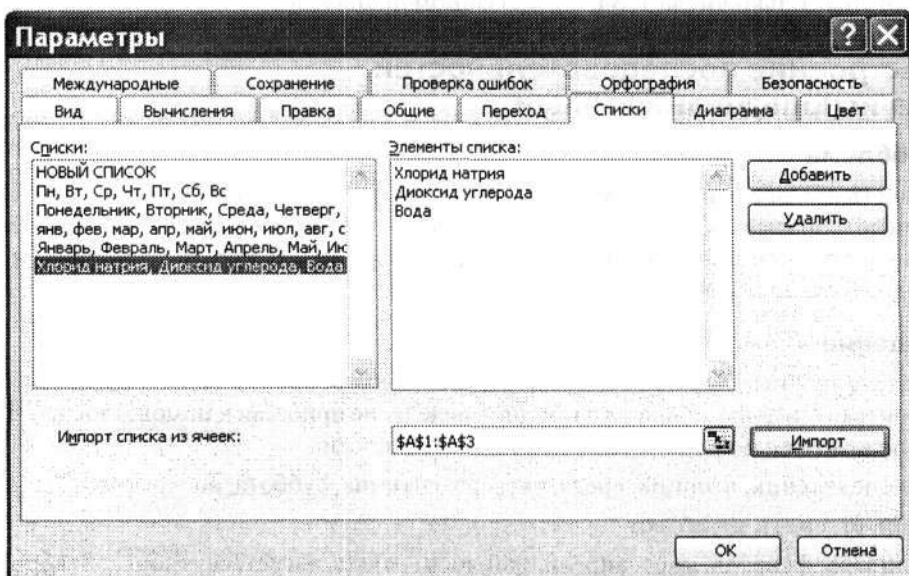 Параметры
Международные Сохранение Проверка ошибок Орфография Безопасность
Вид Вычисления Правка Общие Переход Списки Диаграмма Цвет
Списки:
НОВЫЙ СПИСОК
Пн, Вт, Ср, Чт, Пт, Сб, Вс
Понедельник, Вторник, Среда, Четверг,
янв, фев, мар, апр, май, июн, июл, авг, с
Январь, Февраль, Март, Апрель, Май, Ию
Хлорид натрия, Диоксид углерода, Вода
Элементы списка:
Хлорид натрия
Диоксид углерода
Вода
Добавить
Удалить
Импорт списка из ячеек:
$A$1:$A$3
Импорт
ОК Отмена